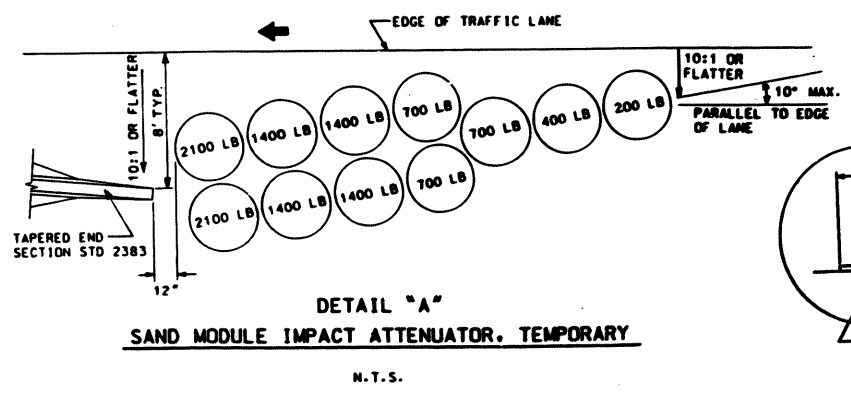 EDGE OF TRAFFIC LANE
10:1 OR FLATTER
8' TYP.
10:1 OR
FLATTER
10° MAX.
PARALLEL TO EDGE
OF LANE
2100 LB
1400 LB
1400 LB
700 LB
700 LB
400 LB
200 LB
2100 LB
1400 LB
1400 LB
700 LB
TAPERED END
SECTION STD 2383
12"
DETAIL "A"
SAND MODULE IMPACT ATTENUATOR. TEMPORARY
N.T.S.